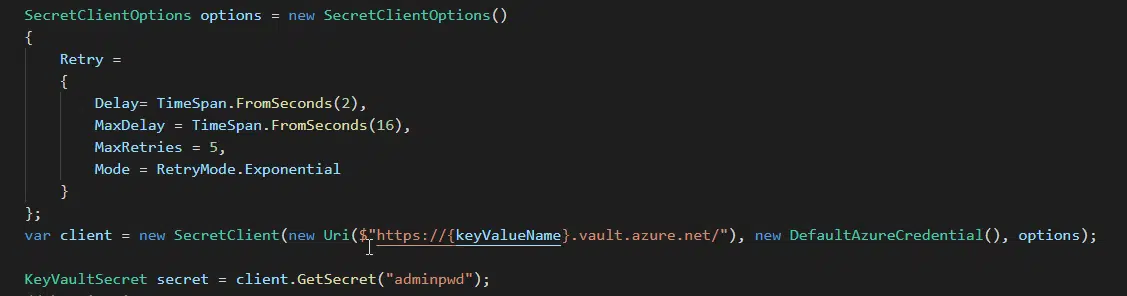 SecretClientOptions options = new SecretClientOptions()
{
    Retry =
    {
        Delay= TimeSpan.FromSeconds(2),
        MaxDelay = TimeSpan.FromSeconds(16),
        MaxRetries = 5,
        Mode = RetryMode.Exponential
    }
};
var client = new SecretClient(new Uri($"https://{keyValueName}.vault.azure.net/"), new DefaultAzureCredential(), options);
KeyVaultSecret secret = client.GetSecret("adminpwd");